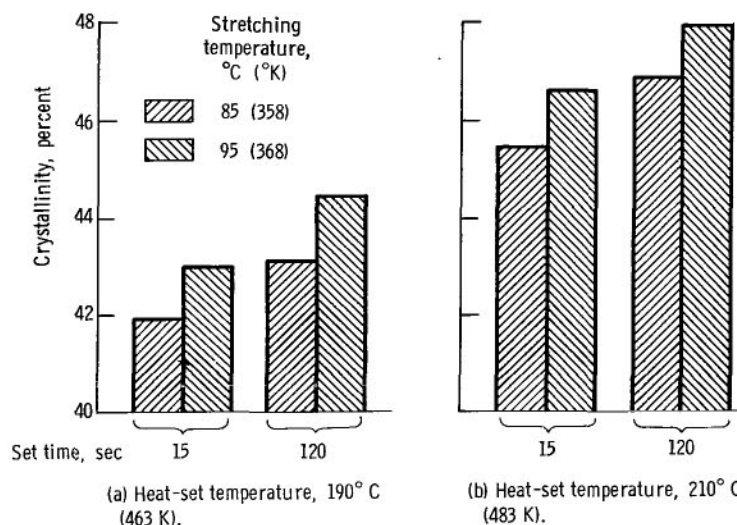 48
46
44
42
40
Crystallinity, percent
Stretching
temperature,
°C (°K)
85 (358)
95 (368)
Set time, sec
15
120
15
120
(a) Heat-set temperature, 190° C
(463 K).
(b) Heat-set temperature, 210° C
(483 K).